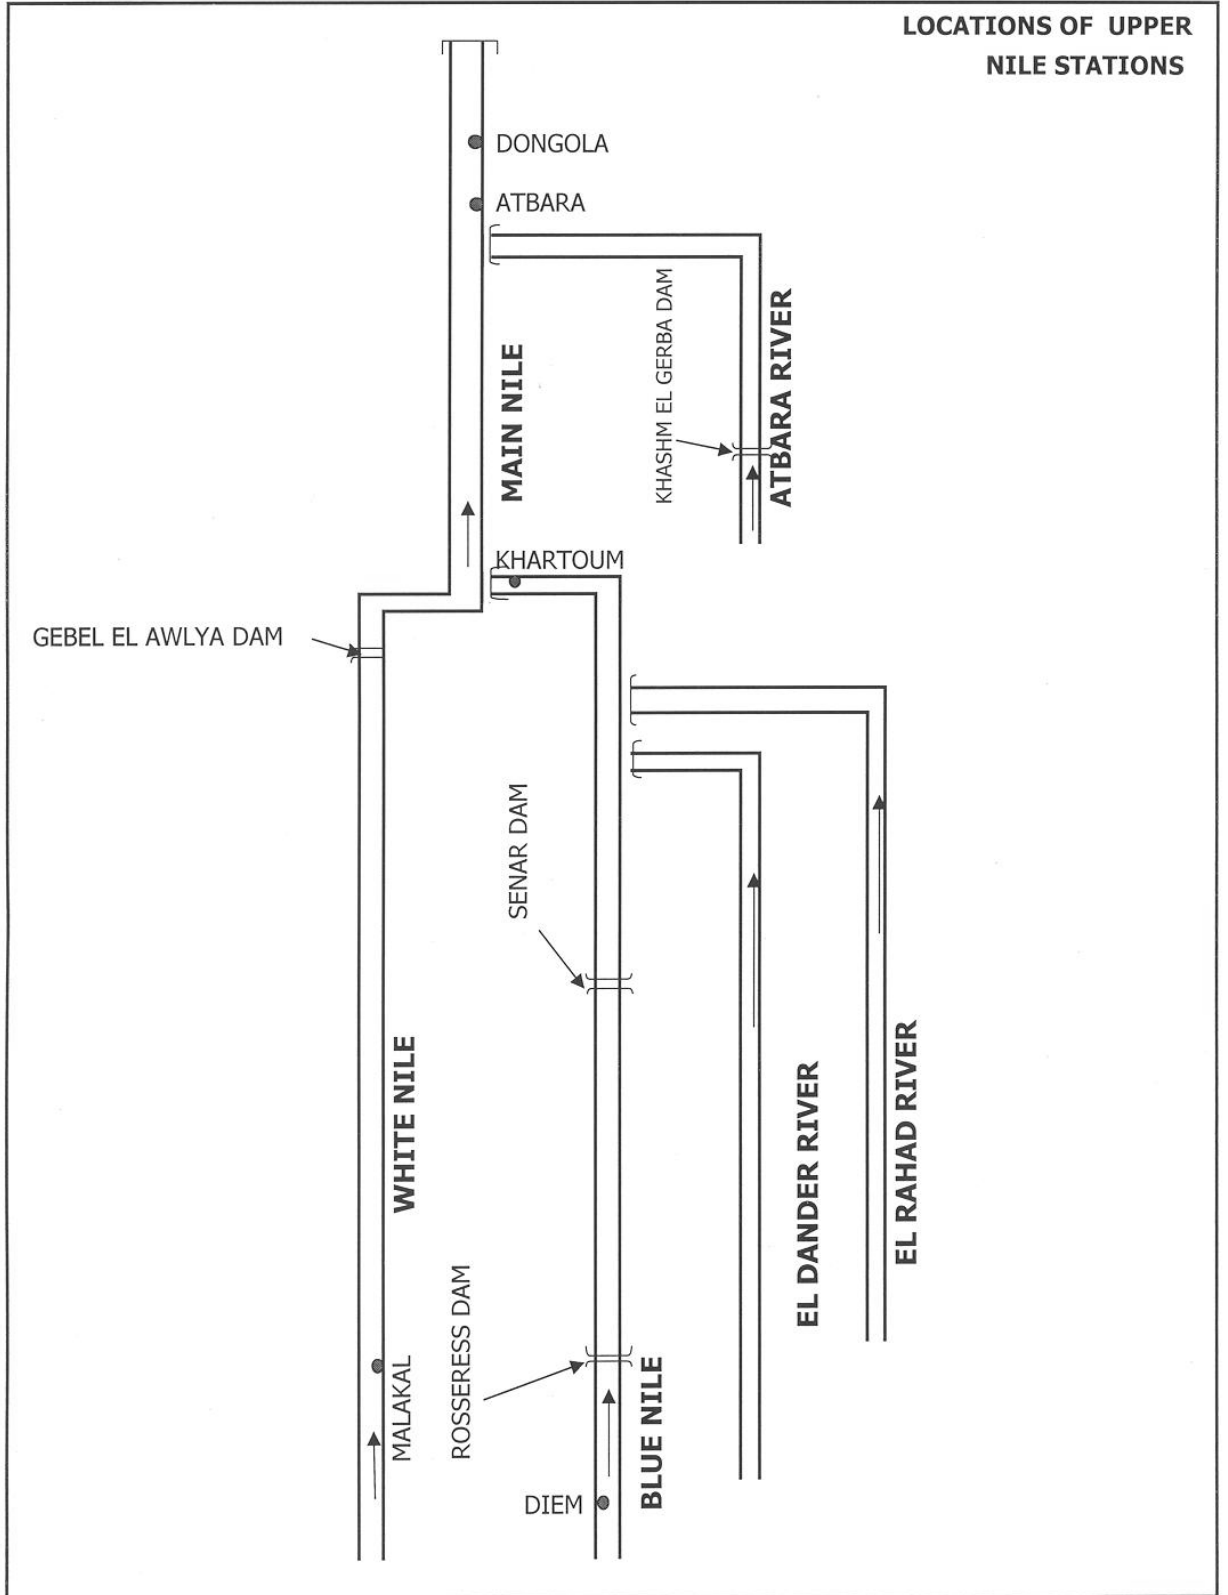 LOCATIONS OF UPPER
NILE STATIONS
DONGOLA
ATBARA
KHASHM EL GERBA DAM
ATBARA RIVER
MAIN NILE
KHARTOUM
GEBEL EL AWLYA DAM
SENAR DAM
WHITE NILE
EL DANDER RIVER
EL RAHAD RIVER
ROSSERESS DAM
MALAKAL
BLUE NILE
DIEM